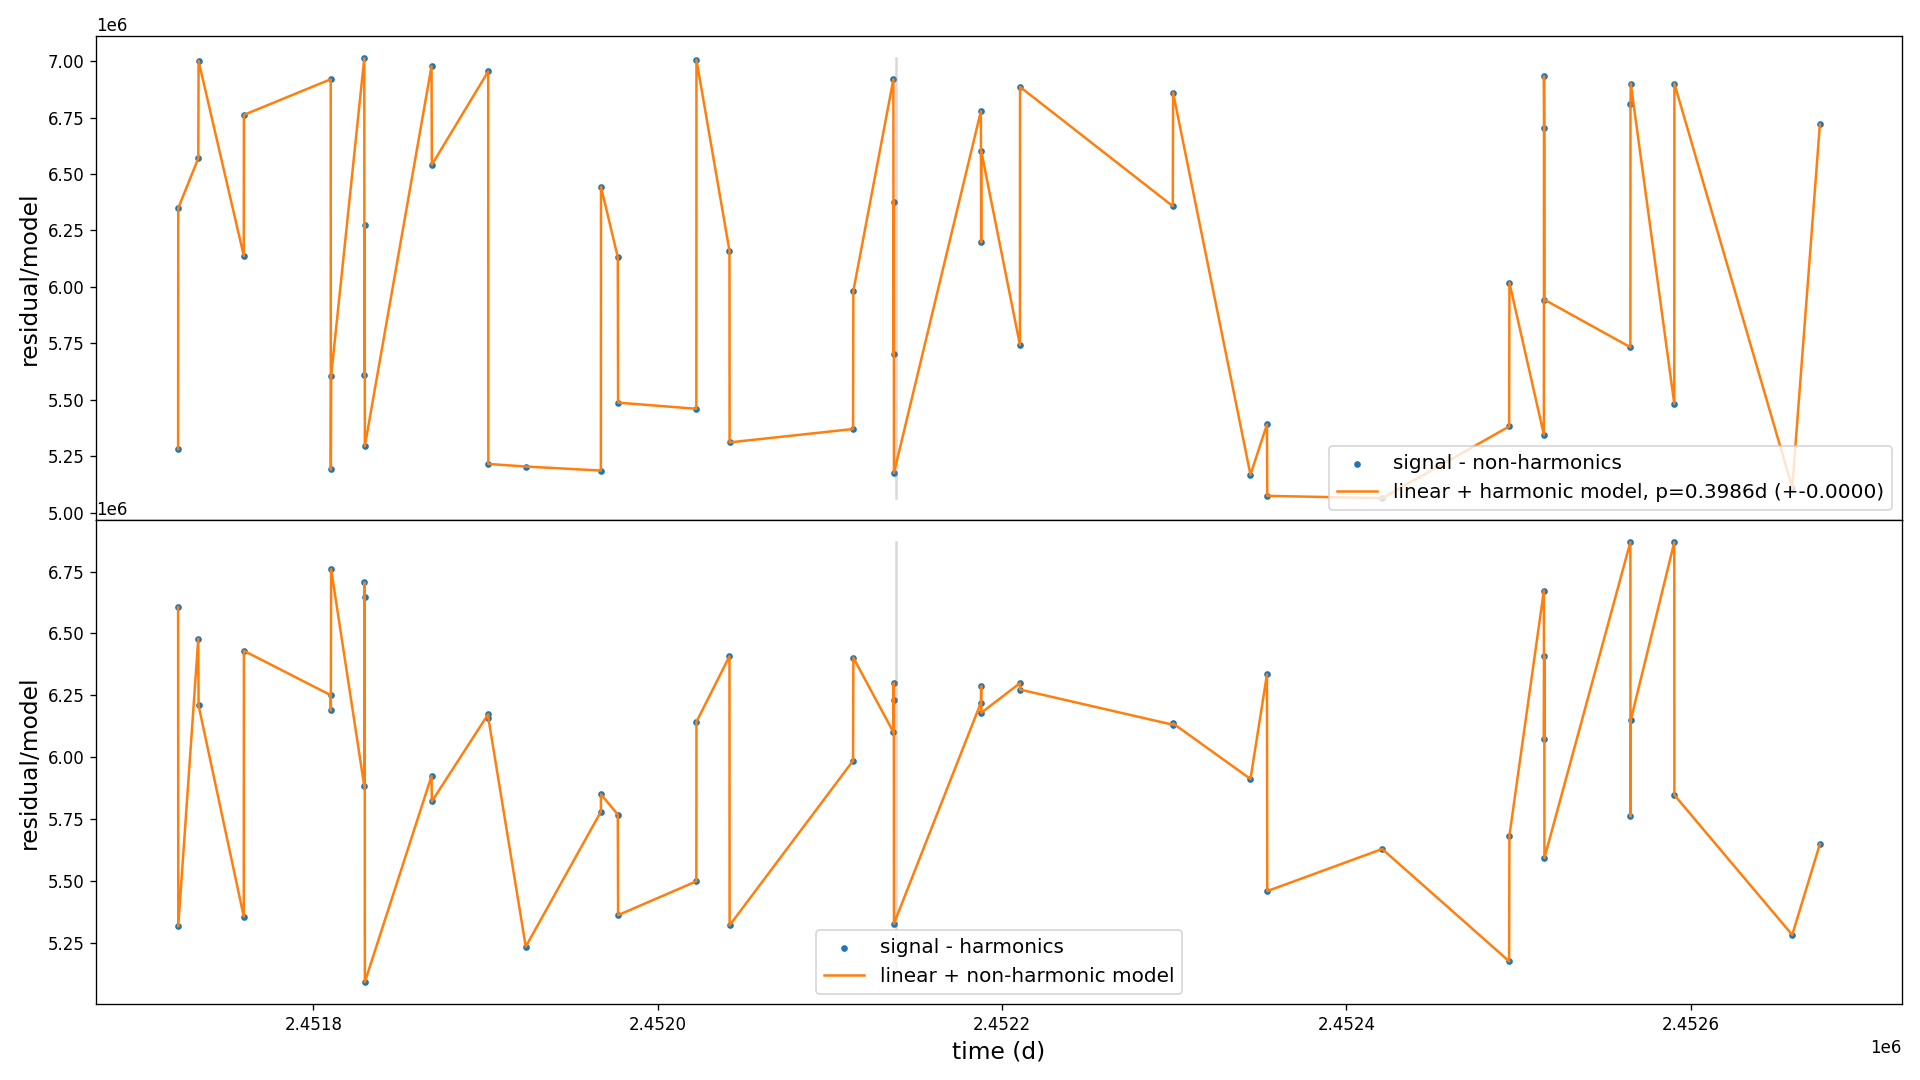 1e6
7.00
6.75
6.50
6.25
6.00
5.75
5.50
5.25
5.00
residual/model
signal - non-harmonics
linear + harmonic model, p=0.3986d (+-0.0000)
1e6
6.75
6.50
6.25
6.00
5.75
5.50
5.25
residual/model
signal - harmonics
linear + non-harmonic model
2.4518 2.4520 2.4522 2.4524 2.4526
time (d)
1e6